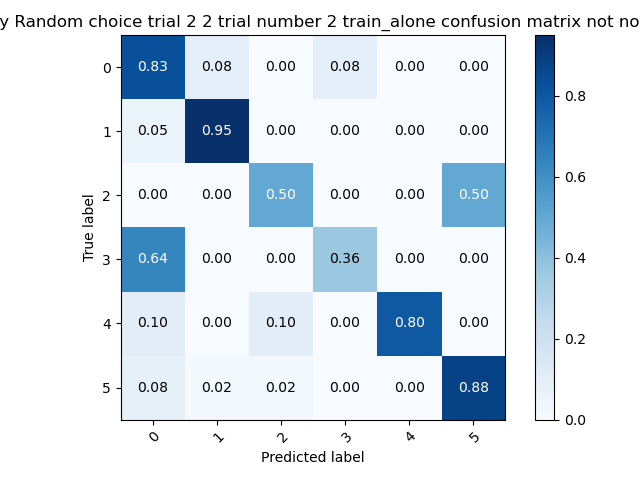 y Random choice trial 2 2 trial number 2 train_alone confusion matrix not no
0 0.83 0.08 0.00 0.08 0.00 0.00
1 0.05 0.95 0.00 0.00 0.00 0.00
2 0.00 0.00 0.50 0.00 0.00 0.50
3 0.64 0.00 0.00 0.36 0.00 0.00
4 0.10 0.00 0.10 0.00 0.80 0.00
5 0.08 0.02 0.02 0.00 0.00 0.88
0 1 2 3 4 5
True label
Predicted label
0.8
0.6
0.4
0.2
0.0